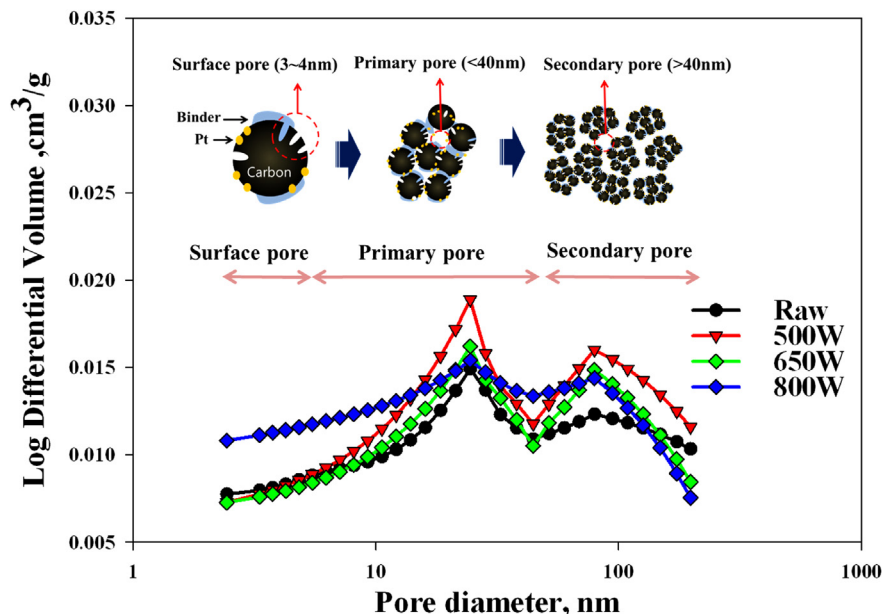 Log Differential Volume ,cm³/g
0.035
0.030
0.025
0.020
0.015
0.010
0.005
Surface pore (3~4nm)
Primary pore (<40nm)
Secondary pore (>40nm)
Binder
Pt
Carbon
Surface pore
Primary pore
Secondary pore
Raw
500W
650W
800W
1
10
100
1000
Pore diameter, nm